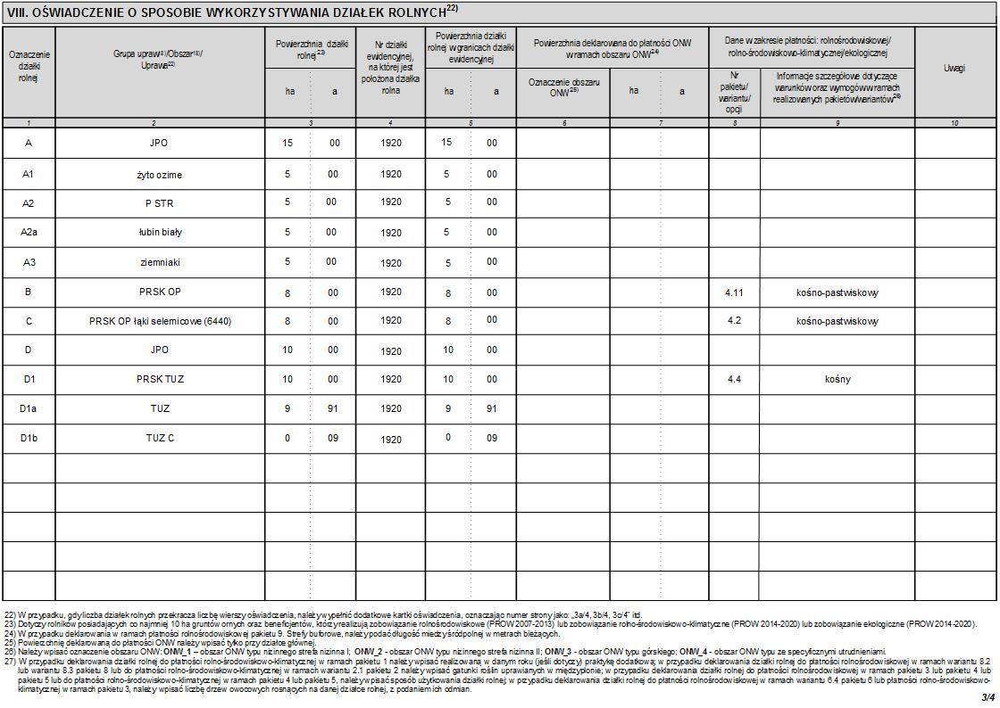 VIII. OŚWIADCZENIE O SPOSOBIE WYKORZYSTYWANIA DZIAŁEK ROLNYCH22)
Oznaczenie działki rolnej
Grupa upraw18)/Obszar18)/ Uprawa22)
Powierzchnia działki rolnej23)
ha a
Nr działki ewidencyjnej, na której jest położona działka rolna
Powierzchnia działki rolnej w granicach działki ewidencyjnej
ha a
Powierzchnia deklarowana do płatności ONW w ramach obszaru ONW24)
Oznaczenie obszaru ONW25)
ha a
Dane w zakresie płatności: rolnośrodowiskowej/ rolno-środowiskowo-klimatycznej/ekologicznej
Nr pakietu/ wariantu/ opcji
Informacje szczegółowe dotyczące warunków oraz wymogów w ramach realizowanych pakietów/wariantów26)
Uwagi
1 2 3 4 5 6 7 8 9 10
A JPO 15 00 1920 15 00
A1 żyto ozime 5 00 1920 5 00
A2 P STR 5 00 1920 5 00
A2a łubin biały 5 00 1920 5 00
A3 ziemniaki 5 00 1920 5 00
B PRSK OP 8 00 1920 8 00 4.11 kośno-pastwiskowy
C PRSK OP łąki selernicowe (6440) 8 00 1920 8 00 4.2 kośno-pastwiskowy
D JPO 10 00 1920 10 00
D1 PRSK TUZ 10 00 1920 10 00 4.4 kośny
D1a TUZ 9 91 1920 9 91
D1b TUZ C 0 09 1920 0 09
22) W przypadku, gdy liczba działek rolnych przekracza liczbę wierszy oświadczenia, należy wypełnić dodatkowe kartki oświadczenia, oznaczając numer strony jako: „3a/4, 3b/4, 3c/4" itd.
23) Dotyczy rolników posiadających co najmniej 10 ha gruntów ornych oraz beneficjentów, którzy realizują zobowiązanie rolnośrodowiskowe (PROW 2007-2013) lub zobowiązanie rolno-środowiskowo-klimatyczne (PROW 2014-2020) lub zobowiązanie ekologiczne (PROW 2014-2020).
24) W przypadku deklarowania w ramach płatności rolnośrodowiskowej pakietu 9. Strefy buforowe, należy podać długość miedzy śródpolnej w metrach bieżących.
25) Powierzchnię deklarowaną do płatności ONW należy wpisać tylko przy działce głównej.
26) Należy wpisać oznaczenie obszaru ONW: ONW_1 – obszar ONW typu nizinnego strefa nizinna I; ONW_2 - obszar ONW typu nizinnego strefa nizinna II; ONW_3 - obszar ONW typu górskiego; ONW_4 - obszar ONW typu ze specyficznymi utrudnieniami.
27) W przypadku deklarowania działki rolnej do płatności rolno-środowiskowo-klimatycznej w ramach pakietu 1 należy wpisać realizowaną w danym roku (jeśli dotyczy) praktykę dodatkową; w przypadku deklarowania działki rolnej do płatności rolnośrodowiskowej w ramach wariantu 8.2
lub wariantu 8.3 pakietu 8 lub do płatności rolno-środowiskowo-klimatycznej w ramach wariantu 2.1 pakietu 2 należy wpisać gatunki roślin uprawianych w międzyplonie; w przypadku deklarowania działki rolnej do płatności rolnośrodowiskowej w ramach pakietu 3 lub pakietu 4 lub
pakietu 5 lub do płatności rolno-środowiskowo-klimatycznej w ramach pakietu 4 lub pakietu 5, należy wpisać sposób użytkowania działki rolnej; w przypadku deklarowania działki rolnej do płatności rolnośrodowiskowej w wariantu 6.4 pakietu 6 lub płatności rolno-środowiskowo-
klimatycznej w ramach pakietu 3, należy wpisać liczbę drzew owocowych rosnących na danej działce rolnej, z podaniem ich odmian.
3/4